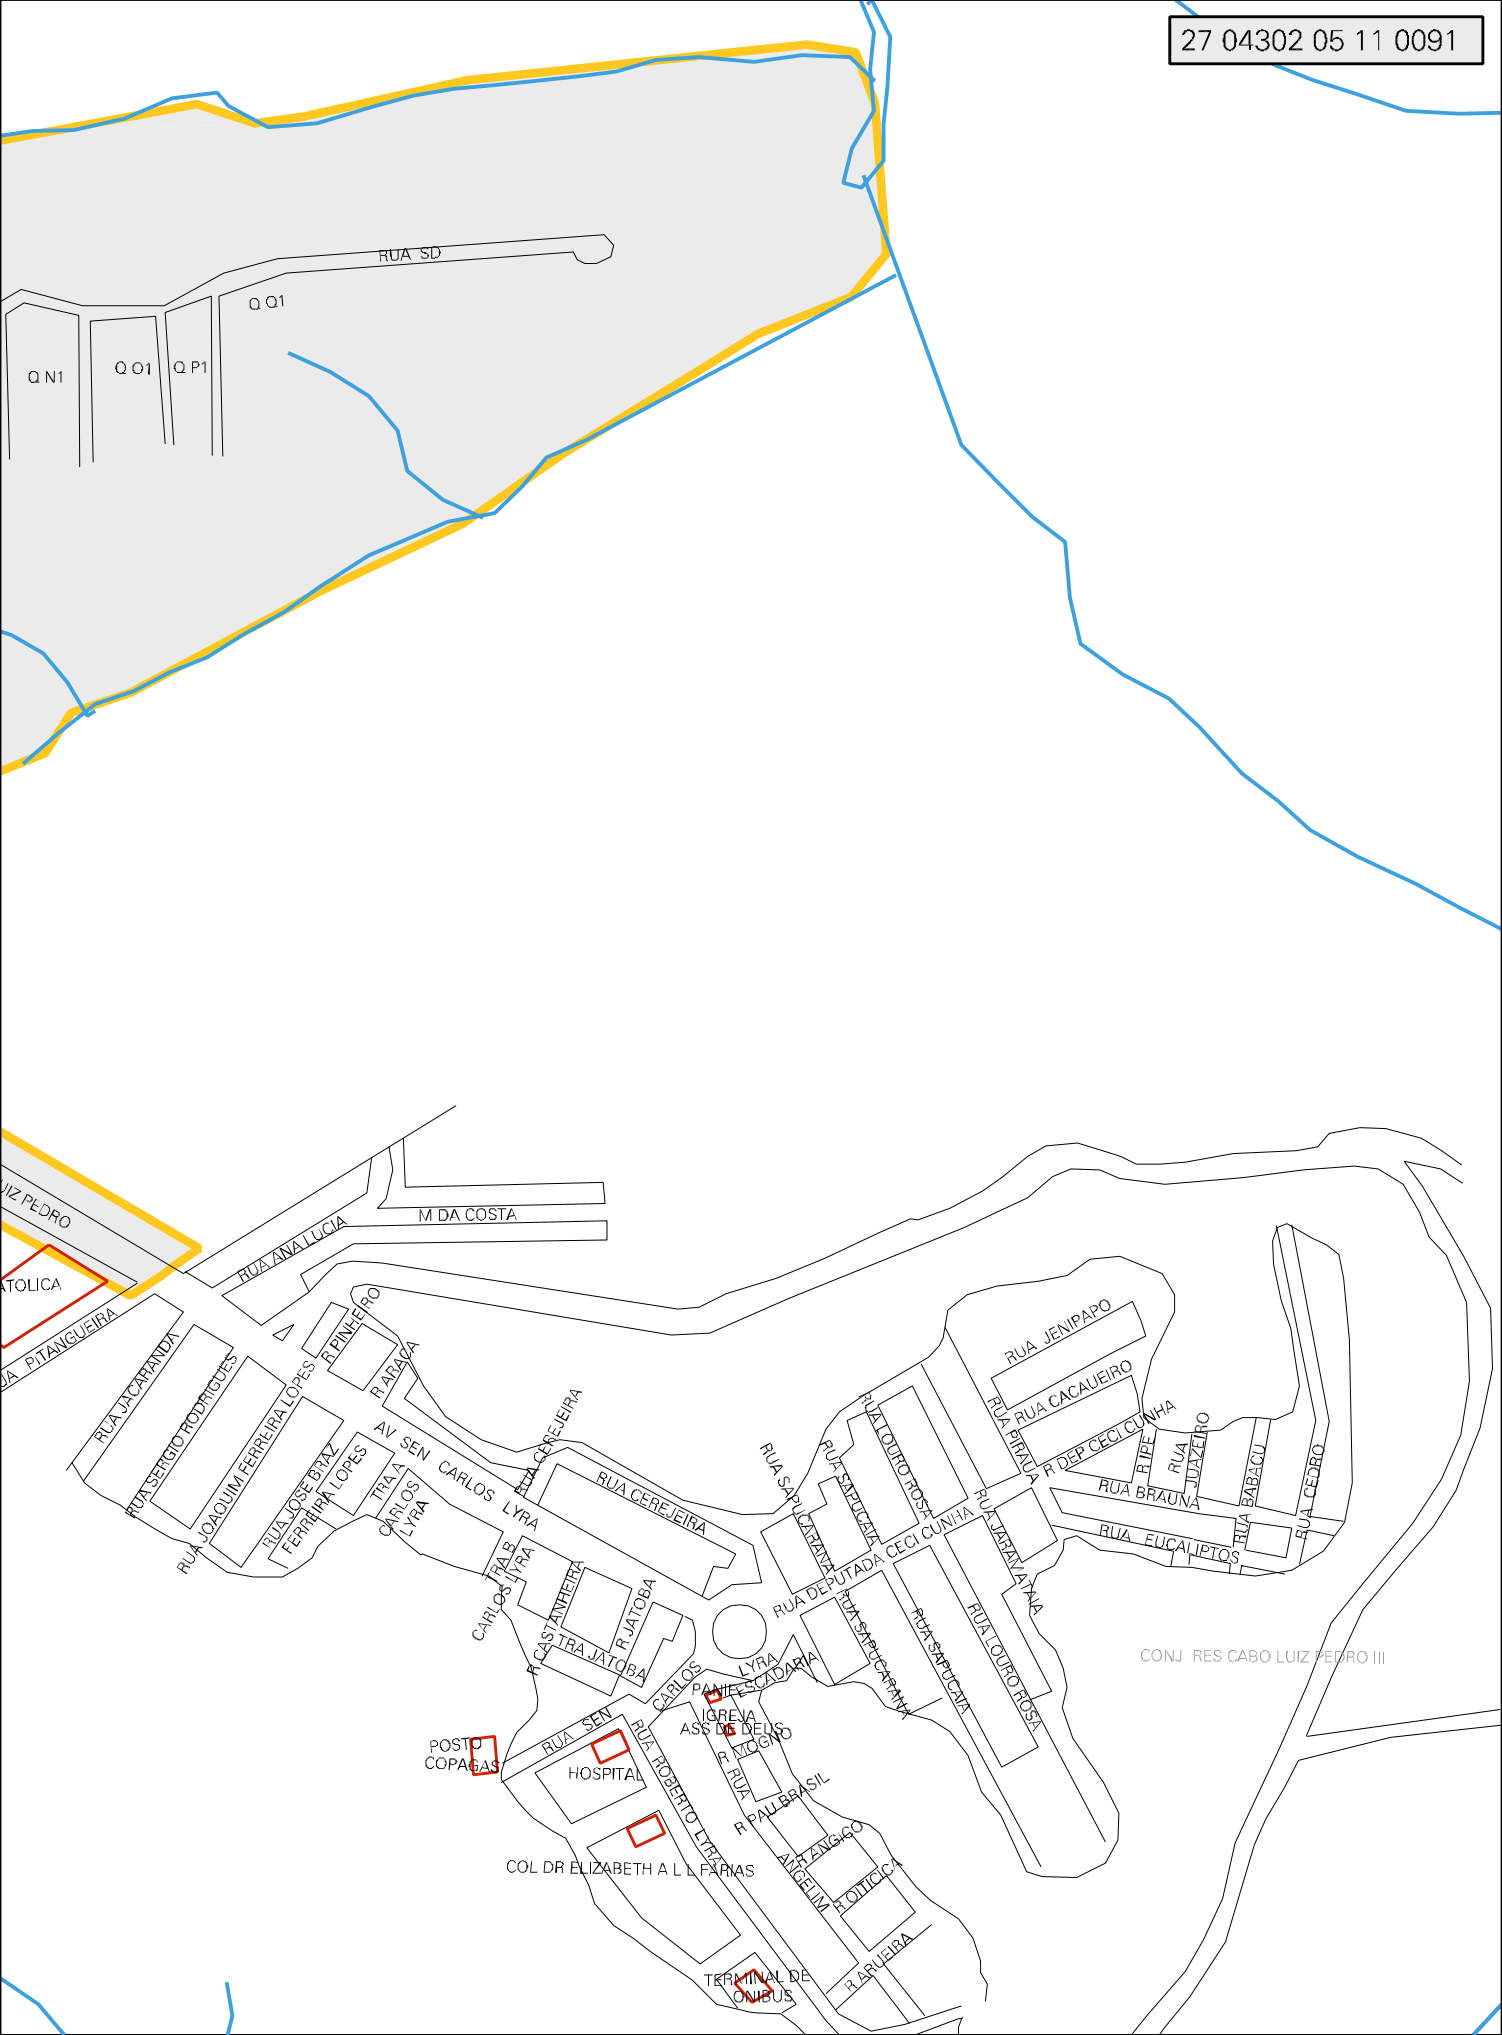 27 04302 05 11 0091
RUA SD
Q Q1
Q N1
Q O1
Q P1
UIZ PEDRO
ATOLICA
UA PITANGUEIRA
RUA ANA LUCIA
M DA COSTA
RUA JACARANDA
RUA SERGIO RODRIGUES
RUA JOAQUIM FERREIRA LOPES
RUA JOSE BRAZ
FERREIRA LOPES
R PINHEIRO
R ARACA
TRA A
CARLOS
LYRA
AV SEN CARLOS LYRA
RUA CEREJEIRA
RUA CEREJEIRA
TRA B
CARLOS LYRA
R CASTANHEIRA
R JATOBA
TRA JATOBA
RUA SEN CARLOS LYRA
ESCADARIA
PANIF
IGREJA
ASS DE DEUS
R MOGNO
POSTO
COPAGAS
HOSPITAL
RUA ROBERTO LYRA
COL DR ELIZABETH A L L FARIAS
RUA ANGELIM
R PAU BRASIL
R ANGICO
R OITICICA
R ARUEIRA
TERMINAL DE
ONIBUS
RUA SAPUCARANA
RUA SAPUCAIA
RUA LOURO ROSA
RUA DEPUTADA CECI CUNHA
RUA SAPUCARANA
RUA SAPUCAIA
RUA LOURO ROSA
RUA JARAMATAIA
RUA PIRAUA
RUA JENIPAPO
RUA CACAUEIRO
R DEP CECI CUNHA
R IPE
RUA
JUAZEIRO
RUA BABACU
RUA CEDRO
RUA BRAUNA
RUA EUCALIPTOS
CONJ RES CABO LUIZ PEDRO III